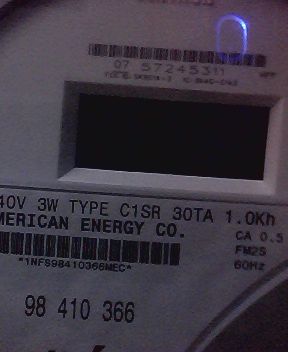 07 57245311
40V 3W TYPE C1SR 30TA 1.0Kh
MERICAN ENERGY CO.
CA 0.5
FM2S
60Hz
*1NFS98410366MEC*
98 410 366